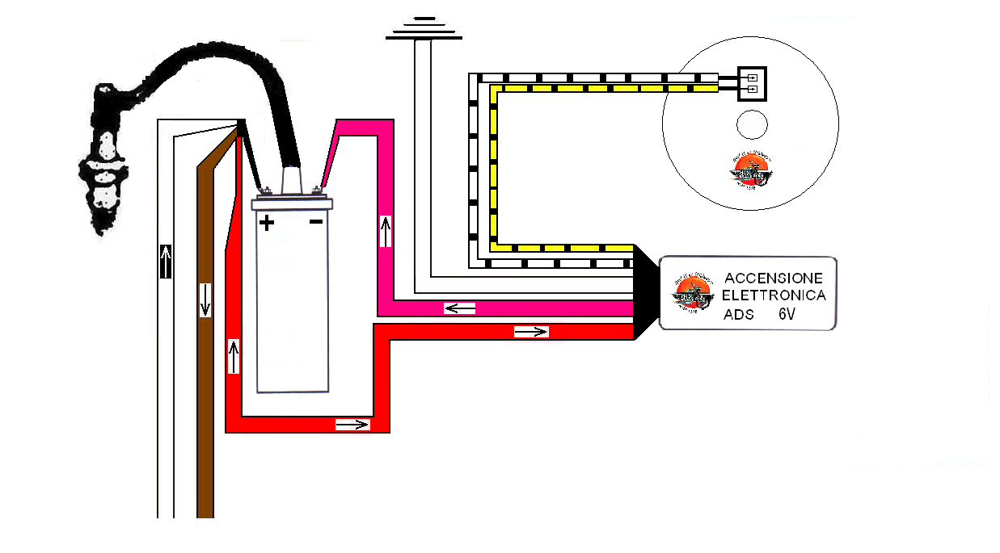 + −
ACCENSIONE
ELETTRONICA
ADS 6V